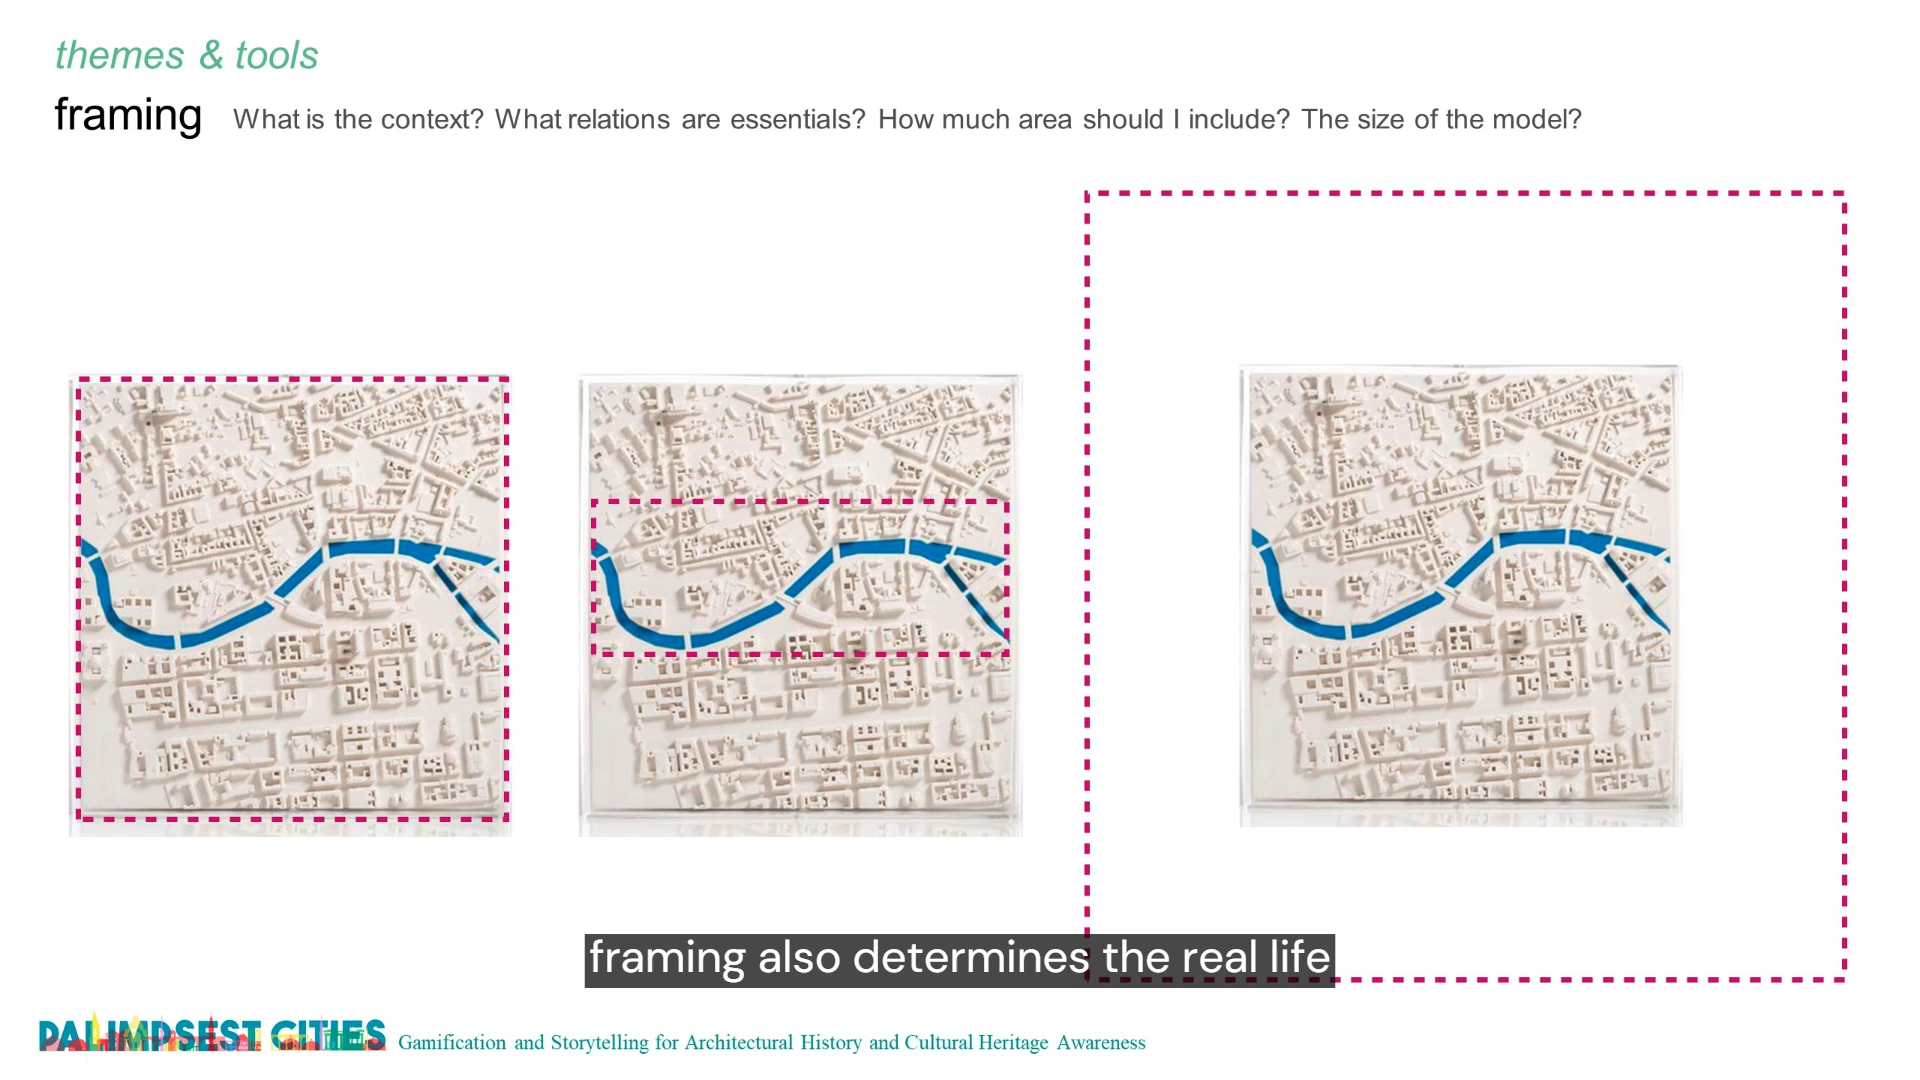 themes & tools
framing What is the context? What relations are essentials? How much area should I include? The size of the model?
framing also determines the real life
PALIMPSEST CITIES Gamification and Storytelling for Architectural History and Cultural Heritage Awareness